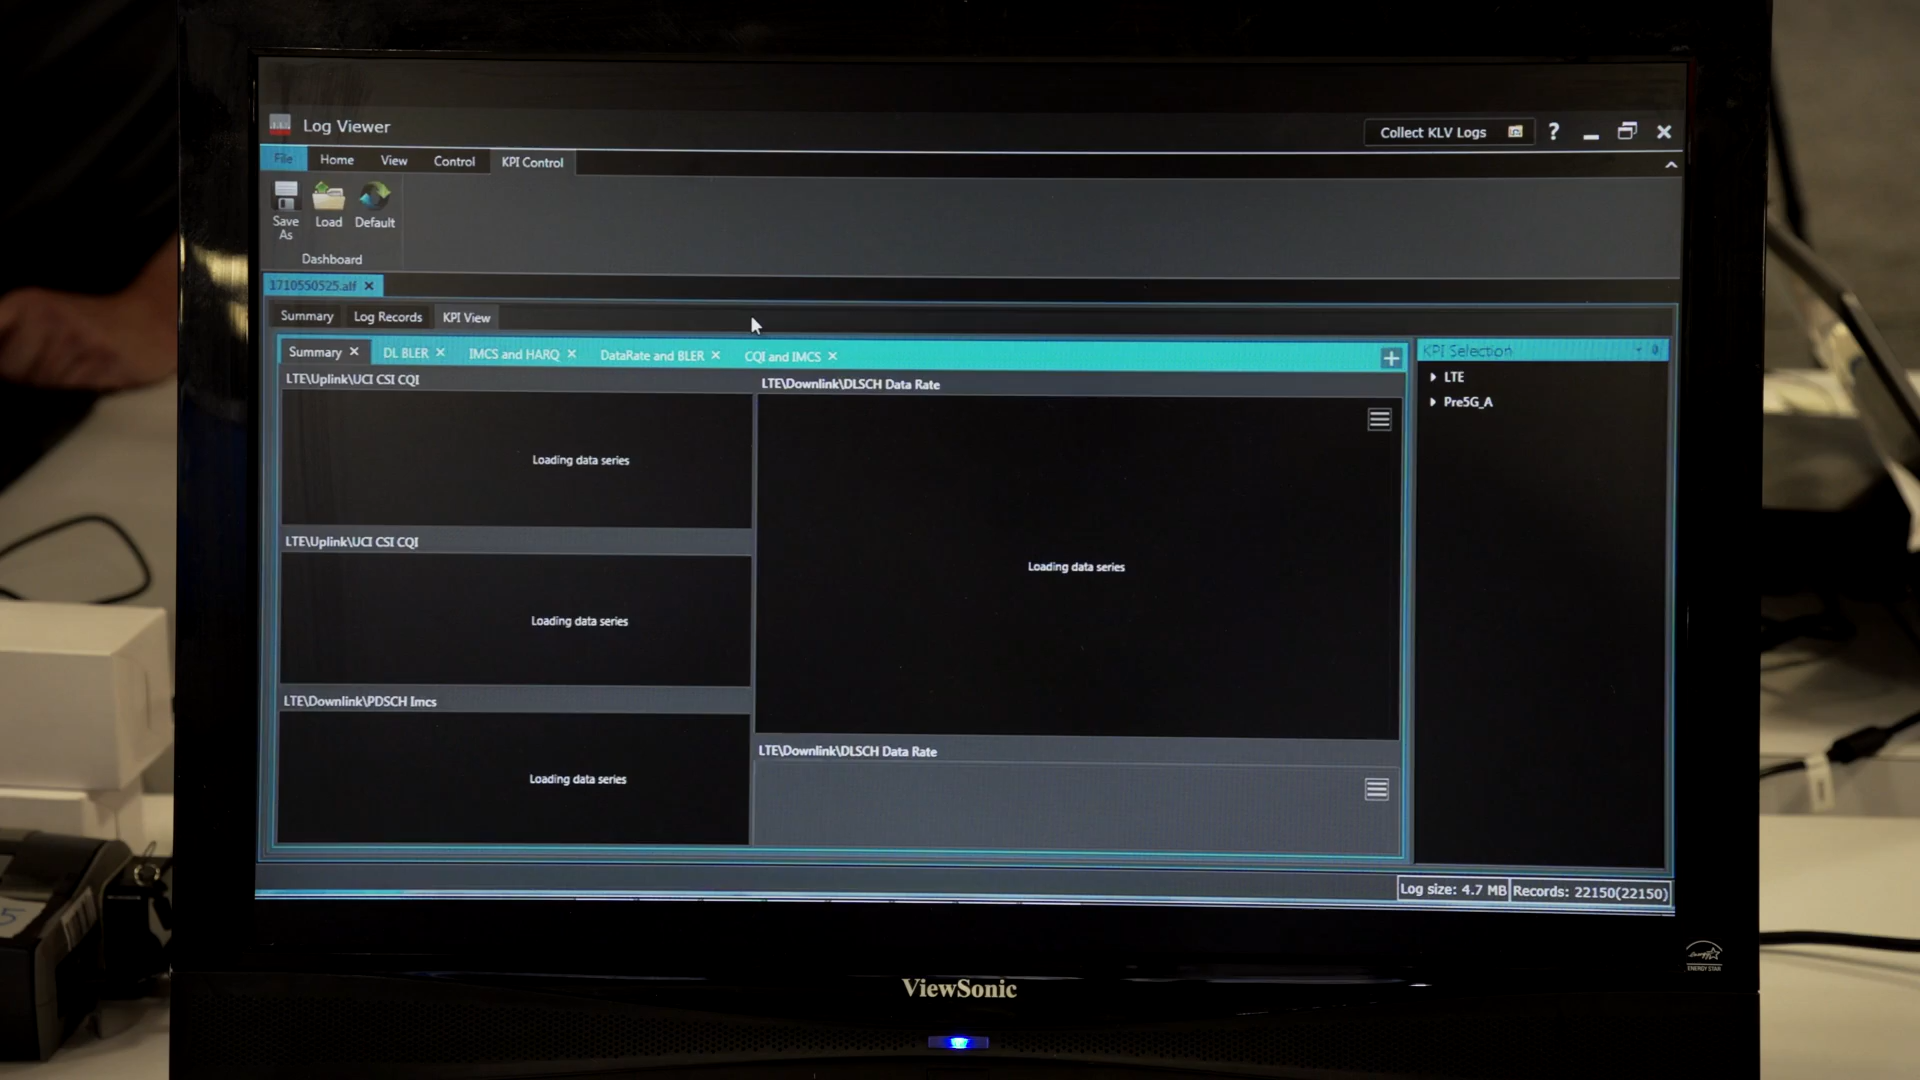 Log Viewer
Collect KLV Logs ?
File Home View Control KPI Control
Save As Load Default
Dashboard
1710550525.alf
Summary Log Records KPI View
Summary DL BLER IMCS and HARQ DataRate and BLER CQI and IMCS
KPI Selection
LTE\Uplink\UCI CSI CQI
LTE\Downlink\DLSCH Data Rate
LTE
Pre5G_A
Loading data series
Loading data series
LTE\Uplink\UCI CSI CQI
Loading data series
LTE\Downlink\PDSCH Imcs
Loading data series
LTE\Downlink\DLSCH Data Rate
Log size: 4.7 MB Records: 22150(22150)
ENERGY STAR
ViewSonic
5